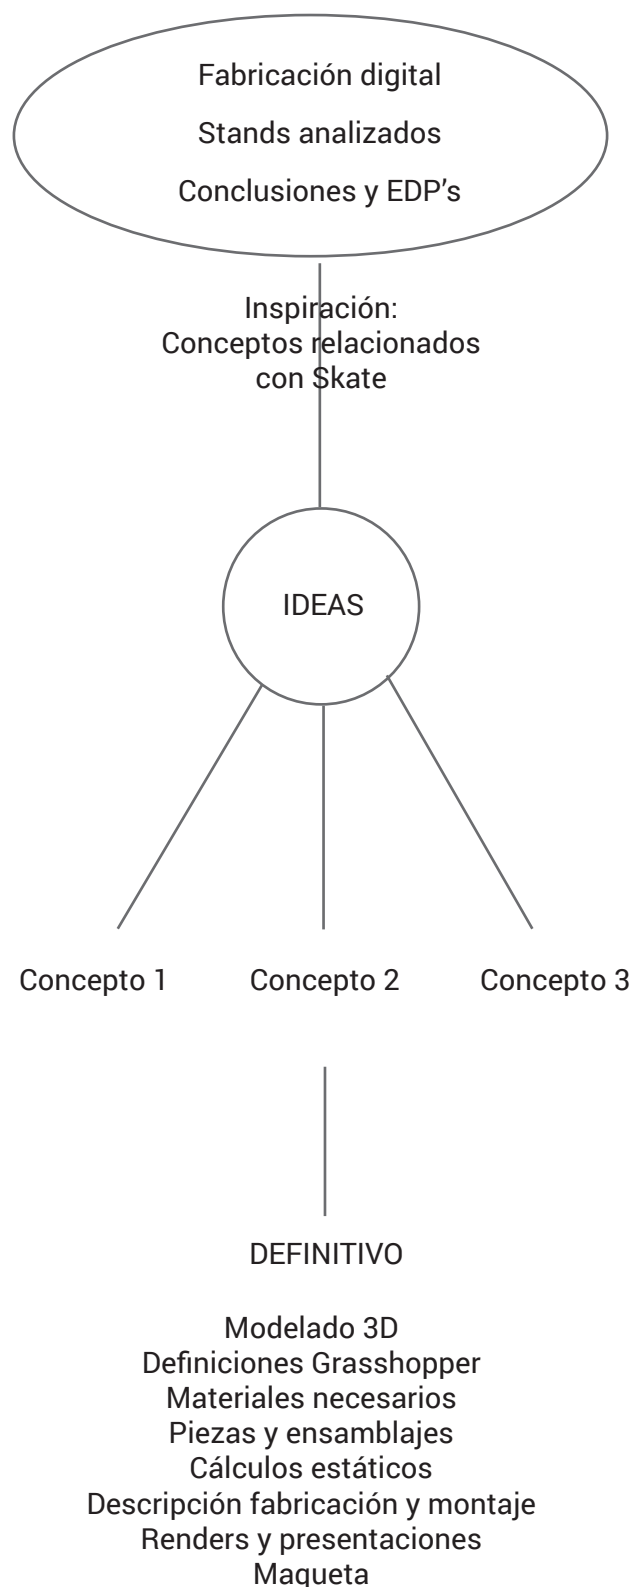 Fabricación digital
Stands analizados
Conclusiones y EDP's
Inspiración:
Conceptos relacionados
con Skate
IDEAS
Concepto 1
Concepto 2
Concepto 3
DEFINITIVO
Modelado 3D
Definiciones Grasshopper
Materiales necesarios
Piezas y ensamblajes
Cálculos estáticos
Descripción fabricación y montaje
Renders y presentaciones
Maqueta